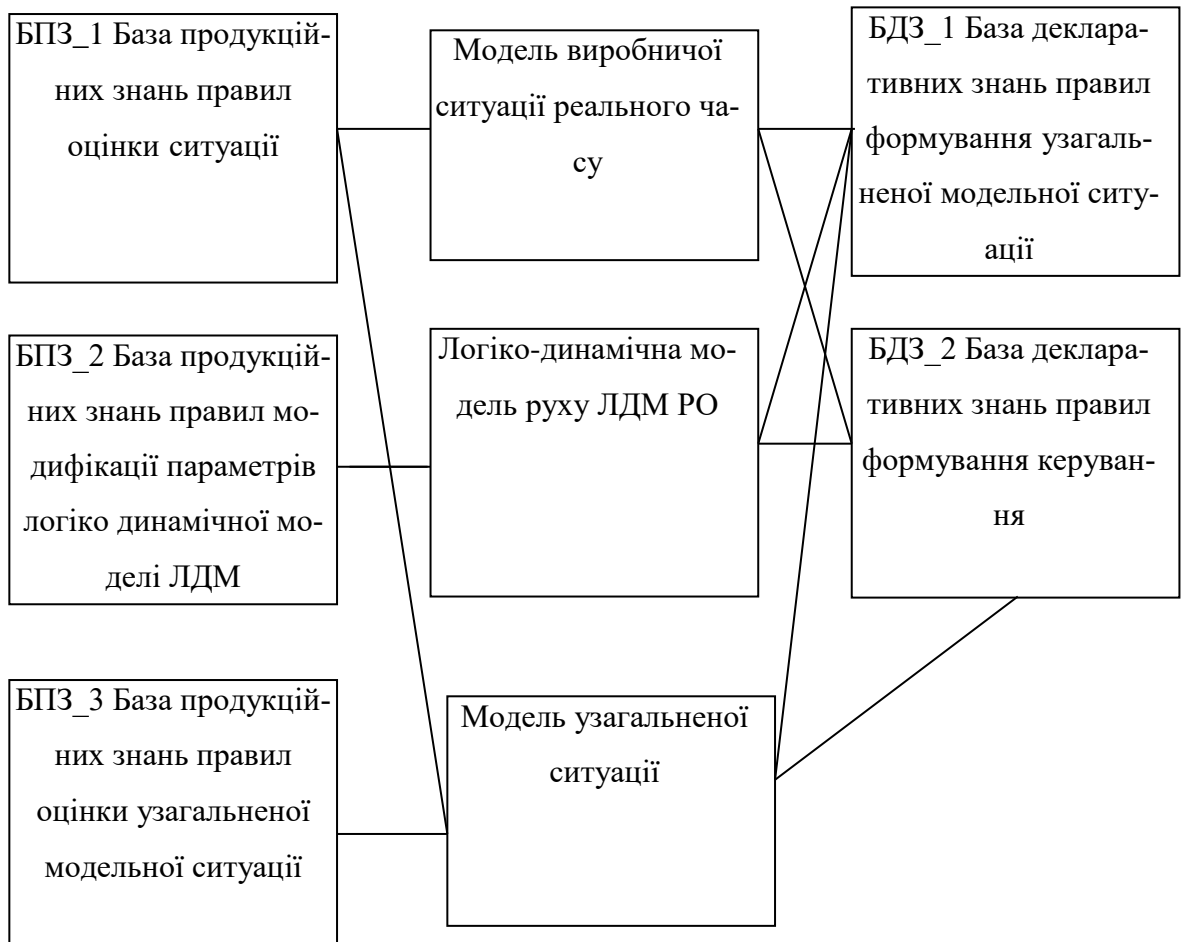 БПЗ_1 База продукцій-
них знань правил
оцінки ситуації
Модель виробничої
ситуації реального ча-
су
БДЗ_1 База деклара-
тивних знань правил
формування узагаль-
неної модельної ситу-
ації
БПЗ_2 База продукцій-
них знань правил мо-
дифікації параметрів
логіко динамічної мо-
делі ЛДМ
Логіко-динамічна мо-
дель руху ЛДМ РО
БДЗ_2 База деклара-
тивних знань правил
формування керуван-
ня
БПЗ_3 База продукцій-
них знань правил
оцінки узагальненої
модельної ситуації
Модель узагальненої
ситуації